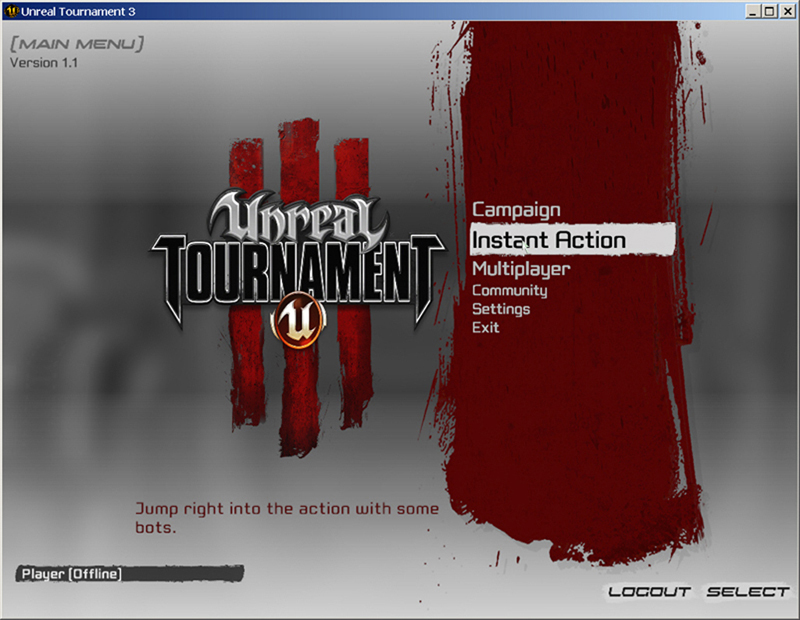 Unreal Tournament 3
[MAIN MENU]
Version 1.1
Unreal
TOURNAMENT
Campaign
Instant Action
Multiplayer
Community
Settings
Exit
Jump right into the action with some
bots.
Player [Offline]
LOGOUT SELECT